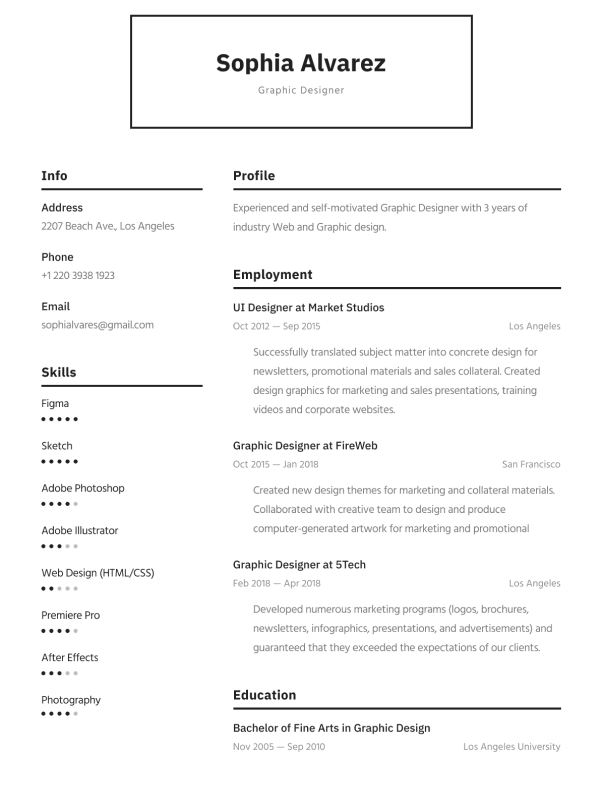 Sophia Alvarez
Graphic Designer
Info
Address
2207 Beach Ave., Los Angeles
Phone
+1 220 3938 1923
Email
sophialvares@gmail.com
Skills
Figma
Sketch
Adobe Photoshop
Adobe Illustrator
Web Design (HTML/CSS)
Premiere Pro
After Effects
Photography
Profile
Experienced and self-motivated Graphic Designer with 3 years of
industry Web and Graphic design.
Employment
UI Designer at Market Studios
Oct 2012 — Sep 2015 Los Angeles
Successfully translated subject matter into concrete design for
newsletters, promotional materials and sales collateral. Created
design graphics for marketing and sales presentations, training
videos and corporate websites.
Graphic Designer at FireWeb
Oct 2015 — Jan 2018 San Francisco
Created new design themes for marketing and collateral materials.
Collaborated with creative team to design and produce
computer-generated artwork for marketing and promotional
Graphic Designer at 5Tech
Feb 2018 — Apr 2018 Los Angeles
Developed numerous marketing programs (logos, brochures,
newsletters, infographics, presentations, and advertisements) and
guaranteed that they exceeded the expectations of our clients.
Education
Bachelor of Fine Arts in Graphic Design
Nov 2005 — Sep 2010 Los Angeles University